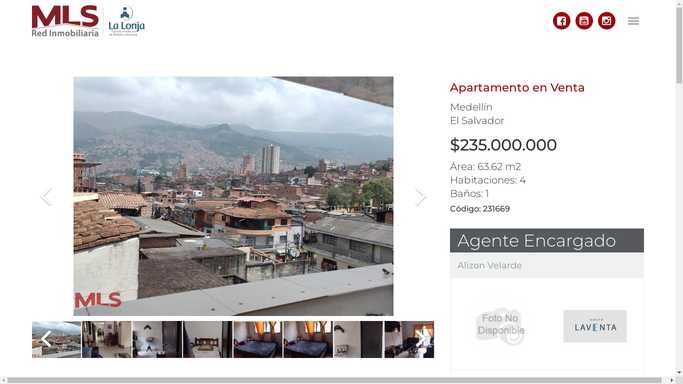 MLS
Red Inmobiliaria
La Lonja
Apartamento en Venta
Medellín
El Salvador
$235.000.000
Área: 63.62 m2
Habitaciones: 4
Baños: 1
Código: 231669
MLS
Agente Encargado
Alizon Velarde
Foto No
Disponible
LAVENTA